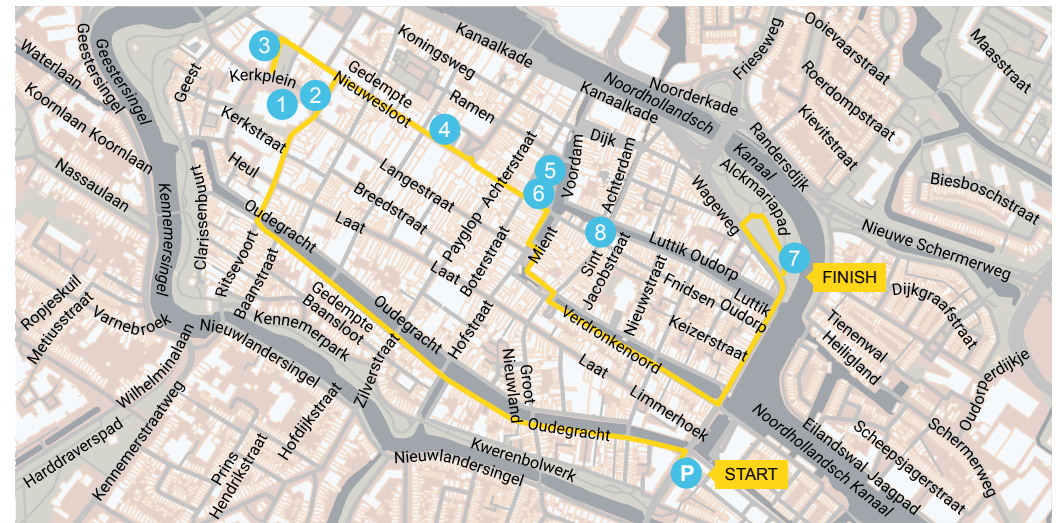 Geestersingel
Geestersingel
Waterlaan
Koornlaan
Koornlaan
Nassaulaan
Kennemersingel
Kennemersingel
Geest
Clarissenbuurt
3
Kerkplein
1
2
Kerkstraat
Heul
Nieuwesloot
Gedempte
Koningsweg
Kanaalkade
Ramen
4
Langestraat
Breedstraat
Laat
Laat
Payglop
Achterstraat
Boterstraat
5
6
Voordam
Mient
Dijk
Kanaalkade
Achterdam
8
Sint
Jacobstraat
Noordhollandsch
Kanaal
Noorderkade
Frieseweg
Randersdijk
Ooievaarstraat
Roerdompstraat
Kievitstraat
Maasstraat
Biesboschstraat
Nieuwe Schermerweg
Wageweg
Alckmariapad
7
FINISH
Luttik Oudorp
Luttik
Oudorp
Fnidsen
Nieuwstraat
Keizerstraat
Verdronkenoord
Laat
Limmerhoek
Dijkgraafstraat
Tienenwal
Heiligland
Oudorperdijkje
Schermerweg
Scheepsjagerstraat
Eilandswal
Jaagpad
Noordhollandsch Kanaal
Oudegracht
Ritsevoort
Baanstraat
Gedempte
Baansloot
Oudegracht
Hofstraat
Kennemerpark
Zilverstraat
Groot
Nieuwland
Oudegracht
Nieuwlandersingel
Kwerenbolwerk
Nieuwlandersingel
P
START
Ropjeskuil
Metiusstraat
Varnebroek
Wilhelminalaan
Harddraverspad
Kennemerstraatweg
Prins
Hendrikstraat
Hofdijkstraat